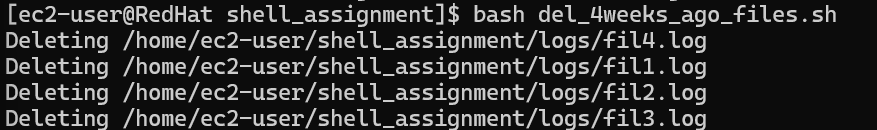 [ec2-user@RedHat shell_assignment]$ bash del_4weeks_ago_files.sh
Deleting /home/ec2-user/shell_assignment/logs/fil4.log
Deleting /home/ec2-user/shell_assignment/logs/fil1.log
Deleting /home/ec2-user/shell_assignment/logs/fil2.log
Deleting /home/ec2-user/shell_assignment/logs/fil3.log